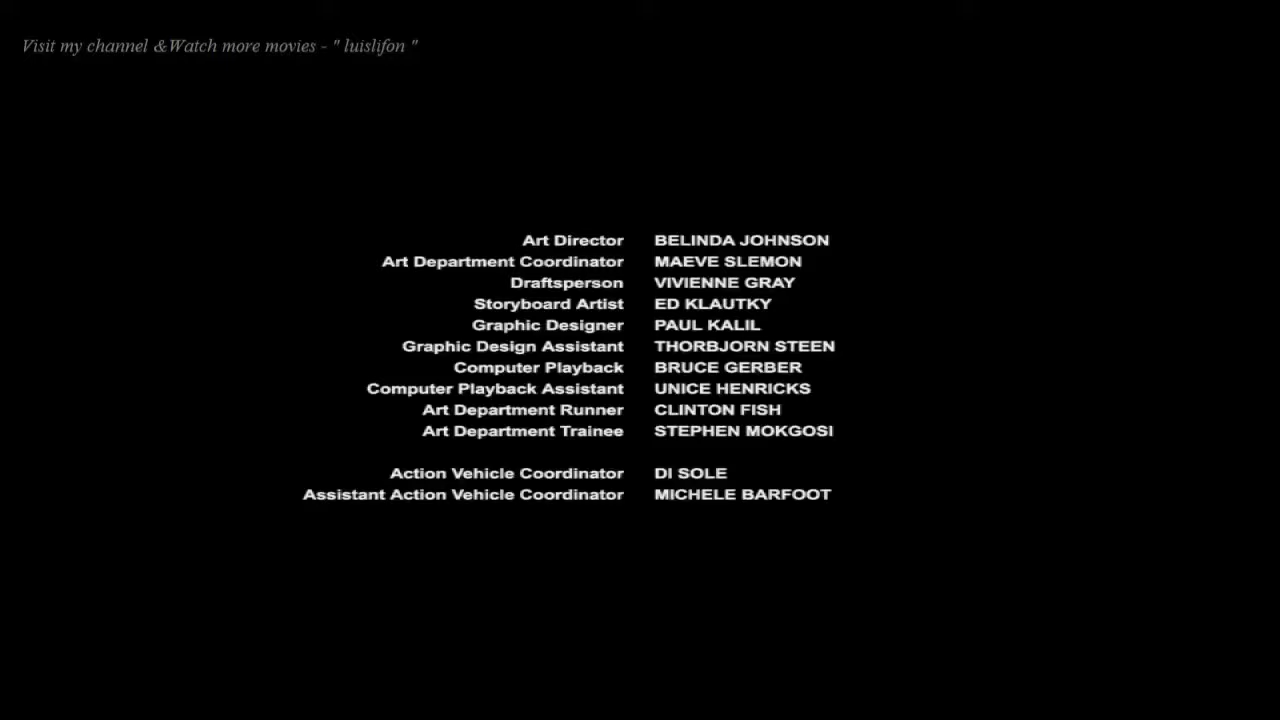 Visit my channel &Watch more movies - " luislifon "
Art Director BELINDA JOHNSON
Art Department Coordinator MAEVE SLEMON
Draftsperson VIVIENNE GRAY
Storyboard Artist ED KLAUTKY
Graphic Designer PAUL KALIL
Graphic Design Assistant THORBJORN STEEN
Computer Playback BRUCE GERBER
Computer Playback Assistant UNICE HENRICKS
Art Department Runner CLINTON FISH
Art Department Trainee STEPHEN MOKGOSI
Action Vehicle Coordinator DI SOLE
Assistant Action Vehicle Coordinator MICHELE BARFOOT